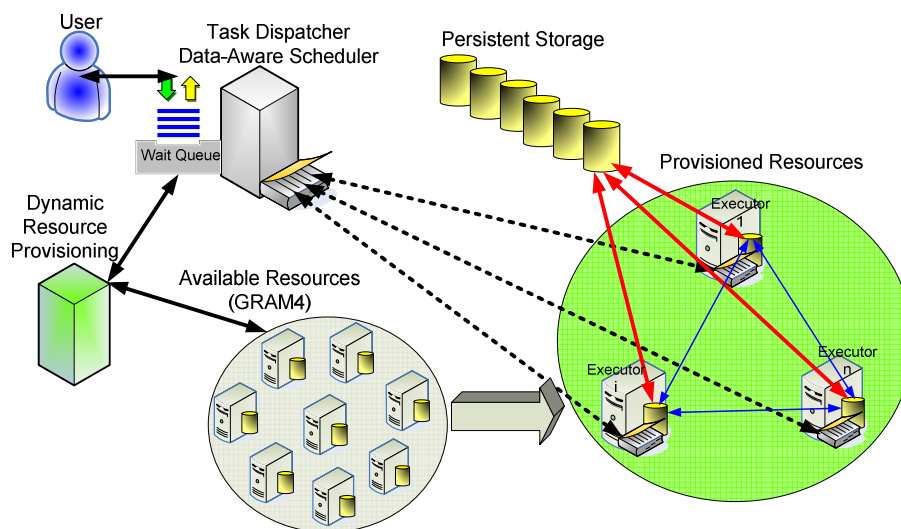 User
Task Dispatcher
Data-Aware Scheduler
Persistent Storage
Wait Queue
Provisioned Resources
Dynamic
Resource
Provisioning
Executor
1
Available Resources
(GRAM4)
Executor
i
Executor
n